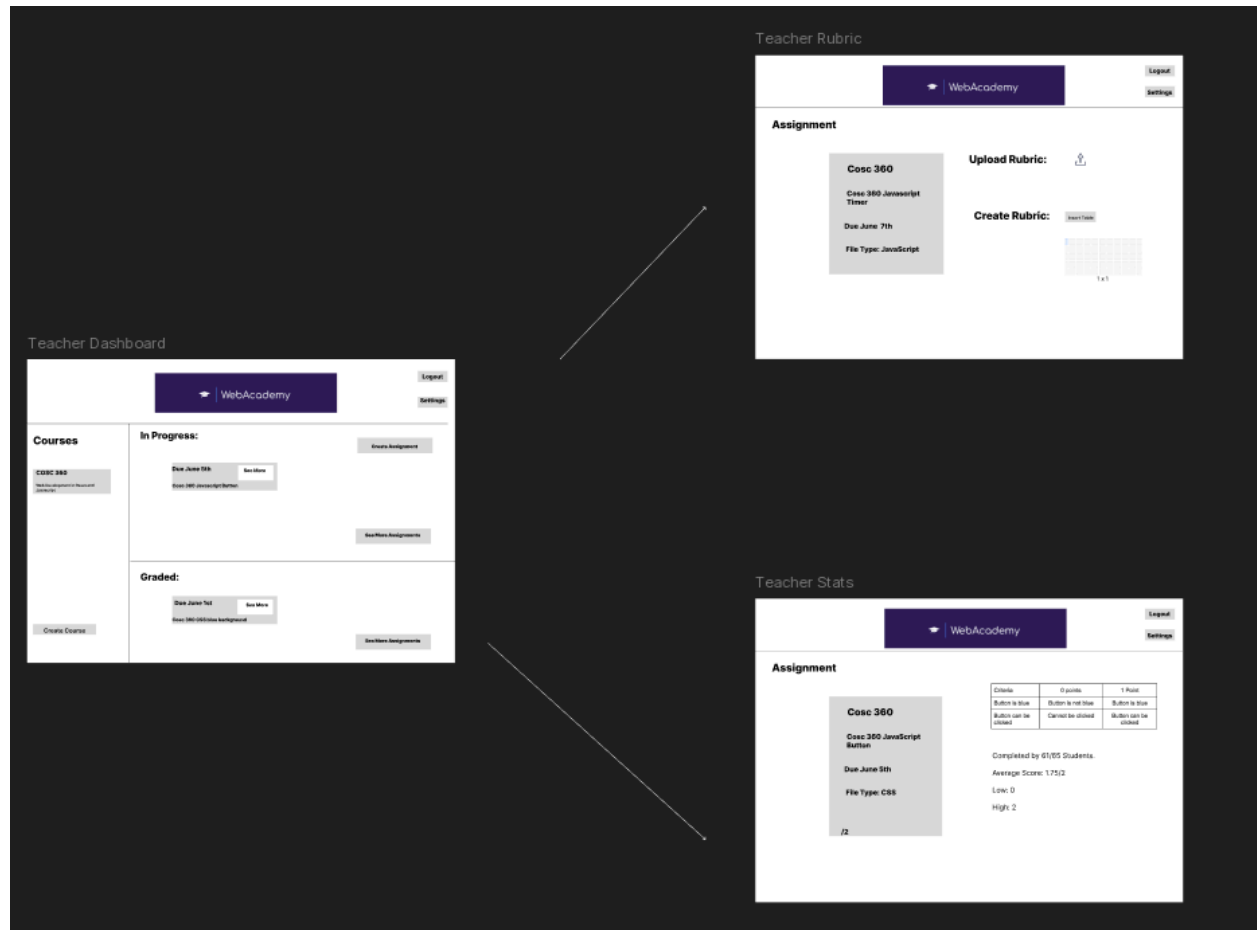 Teacher Rubric
WebAcademy
Logout
Settings
Assignment
Cosc 360
Cosc 360 Javascript
Timer
Due June 7th
File Type: JavaScript
Upload Rubric:
Create Rubric:
Insert Table
1 x 1
Teacher Dashboard
WebAcademy
Logout
Settings
Courses
COSC 360
Create Course
In Progress:
Create Assignment
Due June 5th
See More
Cosc 360 Javascript Button
See More Assignments
Graded:
Due June 1st
See More
Cosc 360 CSS blue background
See More Assignments
Teacher Stats
WebAcademy
Logout
Settings
Assignment
Cosc 360
Cosc 360 JavaScript
Button
Due June 5th
File Type: CSS
/2
Criteria 0 points 1 Point
Button is blue Button is not blue Button is blue
Button can be clicked Cannot be clicked Button can be clicked
Completed by 61/65 Students.
Average Score: 1.75/2
Low: 0
High: 2